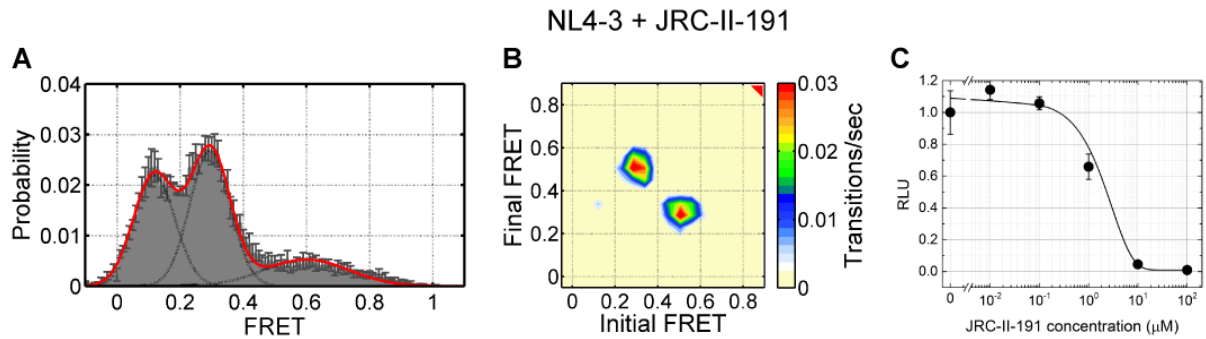 NL4-3 + JRC-II-191
A
Probability
0.04
0.03
0.02
0.01
0
0 0.2 0.4 0.6 0.8 1
FRET
B
Final FRET
0.8
0.6
0.4
0.2
0
0 0.2 0.4 0.6 0.8
Initial FRET
0.03
0.02
0.01
0
Transitions/sec
C
RLU
1.2
1.0
0.8
0.6
0.4
0.2
0.0
0 10⁻² 10⁻¹ 10⁰ 10¹ 10²
JRC-II-191 concentration (μM)